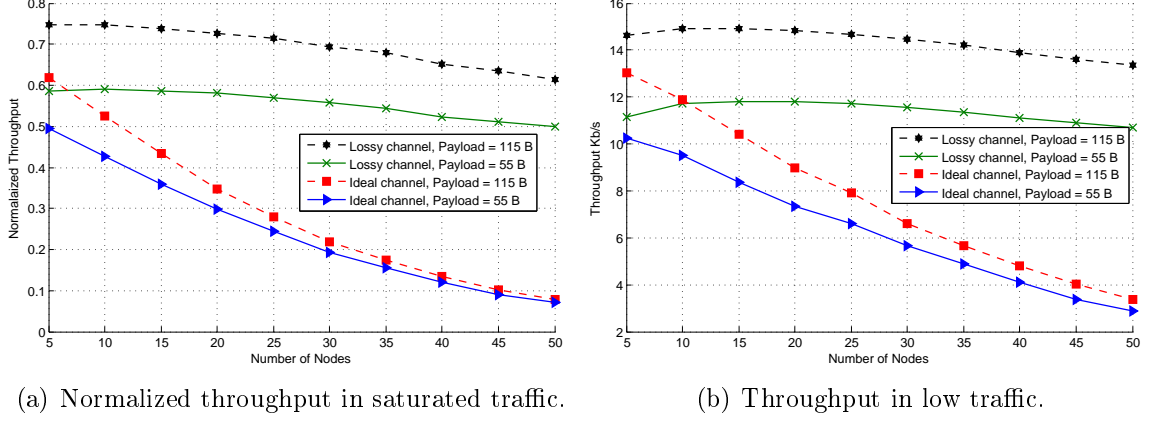 0.8
0.7
0.6
0.5
0.4
0.3
0.2
0.1
0
Normalized Throughput
5 10 15 20 25 30 35 40 45 50
Number of Nodes
Lossy channel, Payload = 115 B
Lossy channel, Payload = 55 B
Ideal channel, Payload = 115 B
Ideal channel, Payload = 55 B
(a) Normalized throughput in saturated traffic.
16
14
12
10
8
6
4
2
Throughput Kb/s
5 10 15 20 25 30 35 40 45 50
Number of Nodes
Lossy channel, Payload = 115 B
Lossy channel, Payload = 55 B
Ideal channel, Payload = 115 B
Ideal channel, Payload = 55 B
(b) Throughput in low traffic.